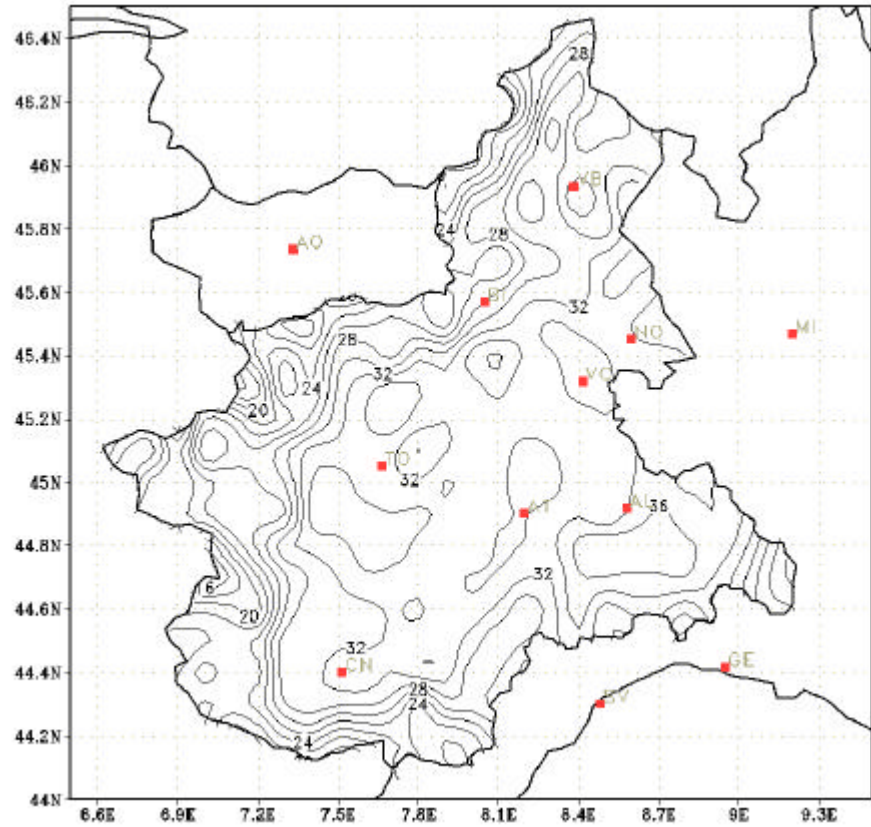 46.4N
28
46.2N
46N
VB
45.8N
24
28
AO
45.6N
BI
32
NO
MI
45.4N
28
32
24
VC
45.2N
20
TO
45N
32
36
AL
AT
44.8N
32
16
44.6N
20
32
44.4N
CN
GE
28
24
SV
44.2N
24
44N
6.6E 6.9E 7.2E 7.5E 7.8E 8.1E 8.4E 8.7E 9E 9.3E